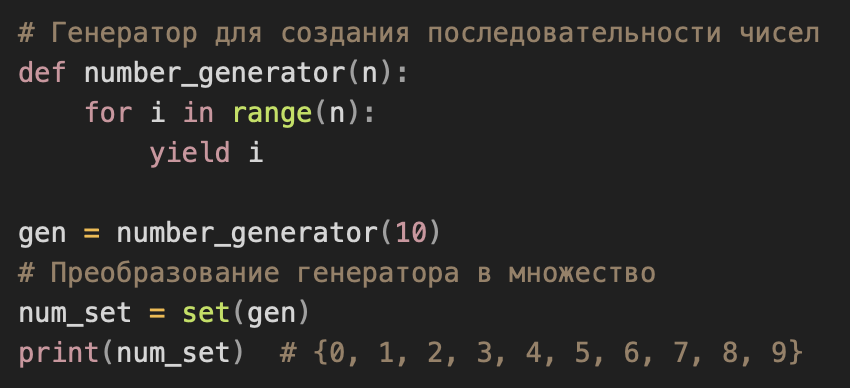 # Генератор для создания последовательности чисел
def number_generator(n):
    for i in range(n):
        yield i

gen = number_generator(10)
# Преобразование генератора в множество
num_set = set(gen)
print(num_set)  # {0, 1, 2, 3, 4, 5, 6, 7, 8, 9}